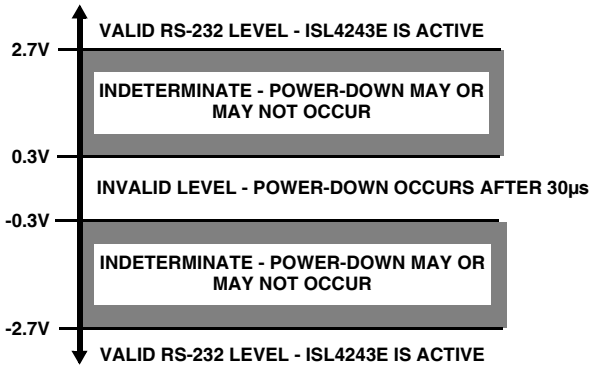 VALID RS-232 LEVEL - ISL4243E IS ACTIVE
2.7V
INDETERMINATE - POWER-DOWN MAY OR
MAY NOT OCCUR
0.3V
INVALID LEVEL - POWER-DOWN OCCURS AFTER 30µs
-0.3V
INDETERMINATE - POWER-DOWN MAY OR
MAY NOT OCCUR
-2.7V
VALID RS-232 LEVEL - ISL4243E IS ACTIVE